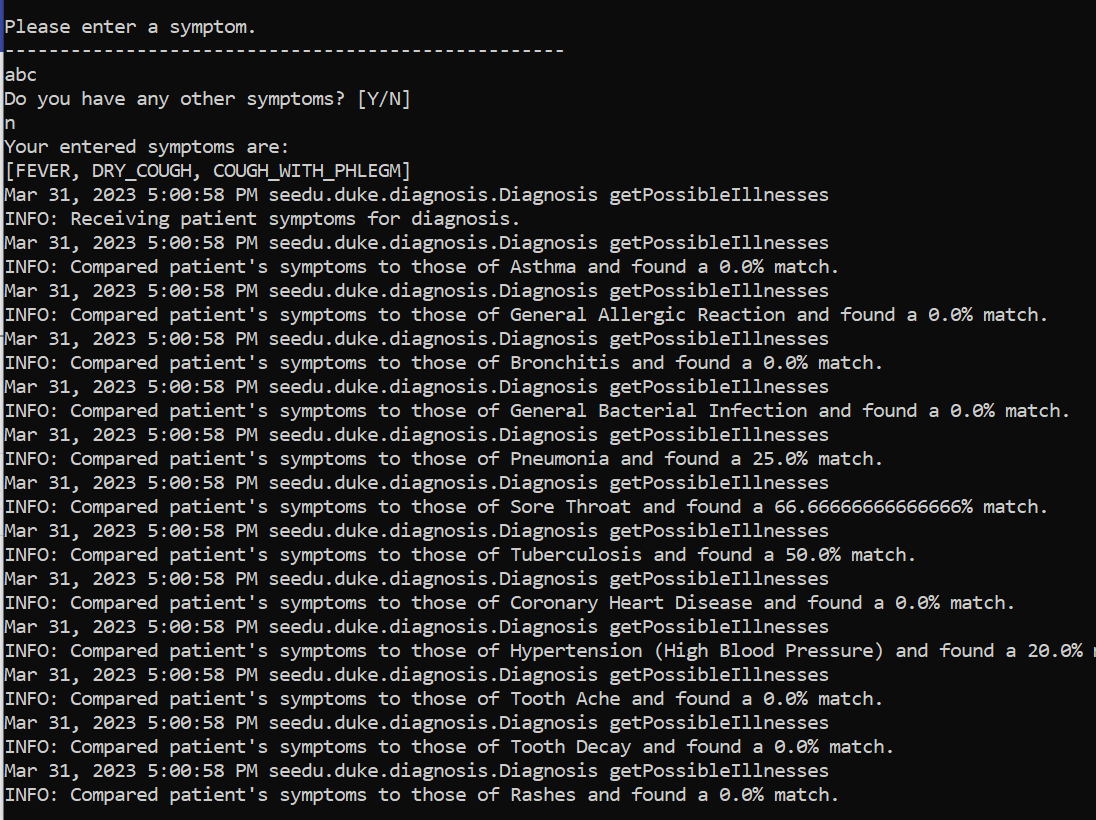 Please enter a symptom.
---------------------------------------------------
abc
Do you have any other symptoms? [Y/N]
n
Your entered symptoms are:
[FEVER, DRY_COUGH, COUGH_WITH_PHLEGM]
Mar 31, 2023 5:00:58 PM seedu.duke.diagnosis.Diagnosis getPossibleIllnesses
INFO: Receiving patient symptoms for diagnosis.
Mar 31, 2023 5:00:58 PM seedu.duke.diagnosis.Diagnosis getPossibleIllnesses
INFO: Compared patient's symptoms to those of Asthma and found a 0.0% match.
Mar 31, 2023 5:00:58 PM seedu.duke.diagnosis.Diagnosis getPossibleIllnesses
INFO: Compared patient's symptoms to those of General Allergic Reaction and found a 0.0% match.
Mar 31, 2023 5:00:58 PM seedu.duke.diagnosis.Diagnosis getPossibleIllnesses
INFO: Compared patient's symptoms to those of Bronchitis and found a 0.0% match.
Mar 31, 2023 5:00:58 PM seedu.duke.diagnosis.Diagnosis getPossibleIllnesses
INFO: Compared patient's symptoms to those of General Bacterial Infection and found a 0.0% match.
Mar 31, 2023 5:00:58 PM seedu.duke.diagnosis.Diagnosis getPossibleIllnesses
INFO: Compared patient's symptoms to those of Pneumonia and found a 25.0% match.
Mar 31, 2023 5:00:58 PM seedu.duke.diagnosis.Diagnosis getPossibleIllnesses
INFO: Compared patient's symptoms to those of Sore Throat and found a 66.66666666666666% match.
Mar 31, 2023 5:00:58 PM seedu.duke.diagnosis.Diagnosis getPossibleIllnesses
INFO: Compared patient's symptoms to those of Tuberculosis and found a 50.0% match.
Mar 31, 2023 5:00:58 PM seedu.duke.diagnosis.Diagnosis getPossibleIllnesses
INFO: Compared patient's symptoms to those of Coronary Heart Disease and found a 0.0% match.
Mar 31, 2023 5:00:58 PM seedu.duke.diagnosis.Diagnosis getPossibleIllnesses
INFO: Compared patient's symptoms to those of Hypertension (High Blood Pressure) and found a 20.0%
Mar 31, 2023 5:00:58 PM seedu.duke.diagnosis.Diagnosis getPossibleIllnesses
INFO: Compared patient's symptoms to those of Tooth Ache and found a 0.0% match.
Mar 31, 2023 5:00:58 PM seedu.duke.diagnosis.Diagnosis getPossibleIllnesses
INFO: Compared patient's symptoms to those of Tooth Decay and found a 0.0% match.
Mar 31, 2023 5:00:58 PM seedu.duke.diagnosis.Diagnosis getPossibleIllnesses
INFO: Compared patient's symptoms to those of Rashes and found a 0.0% match.